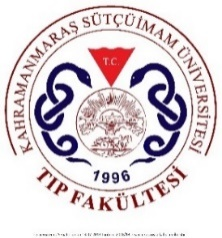 KAHRAMANMARAŞ SÜTÇÜİMAM ÜNİVERSİTESİ
T.C.
1996
TIP FAKÜLTESİ